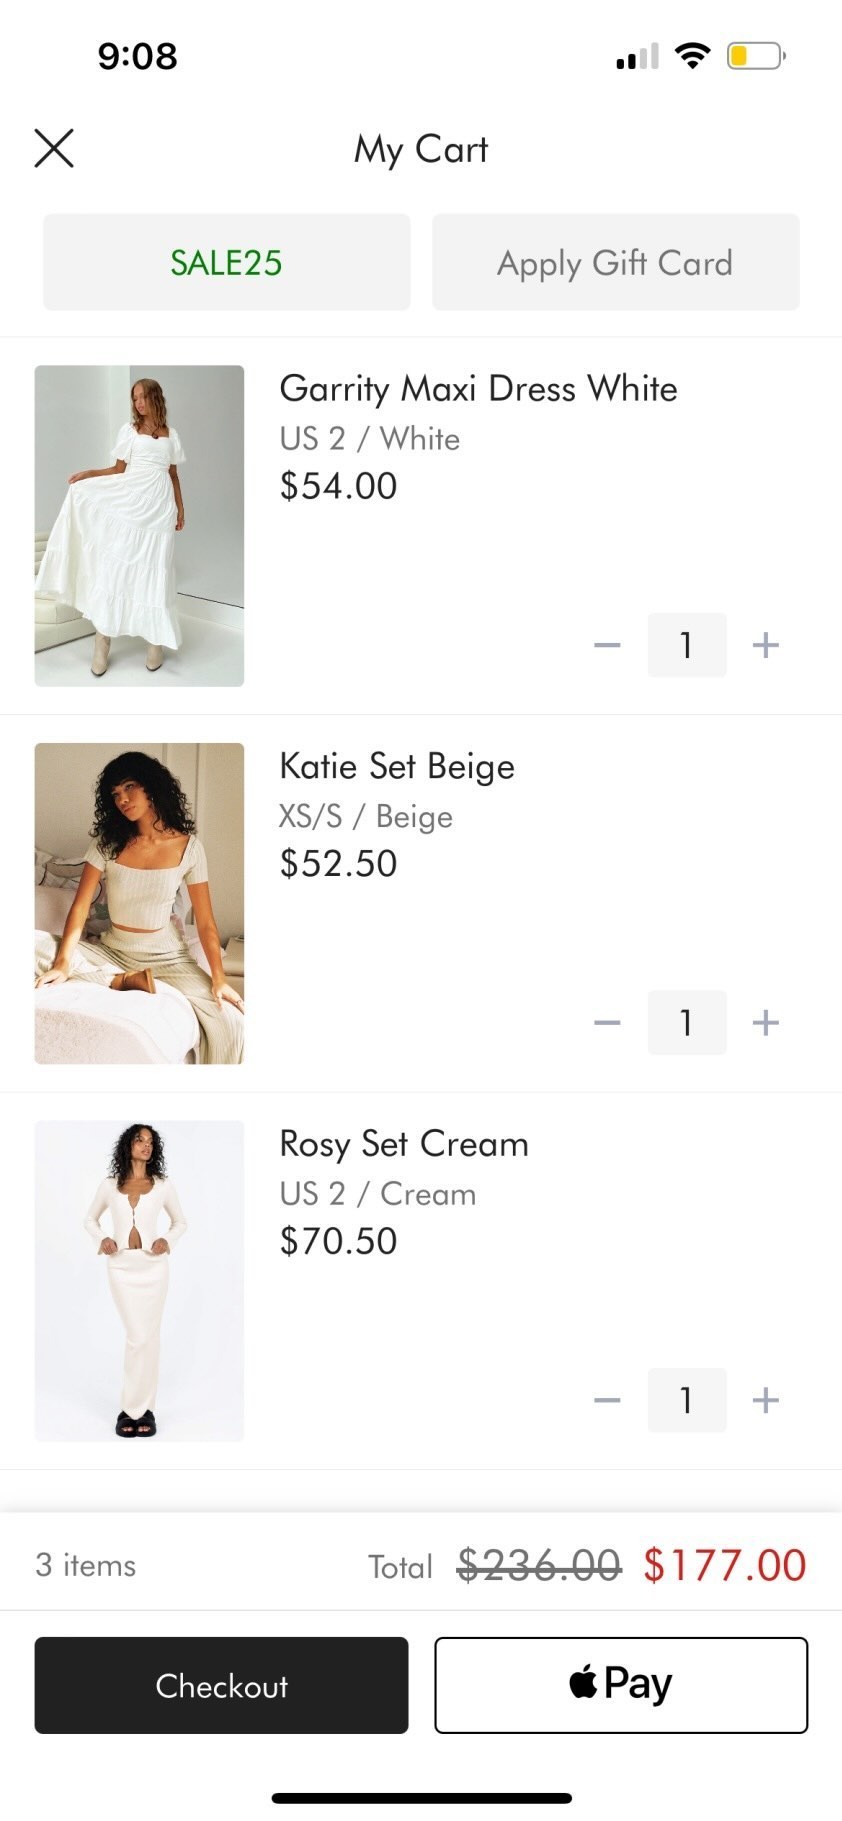 9:08
My Cart
SALE25
Apply Gift Card
Garrity Maxi Dress White
US 2 / White
$54.00
− 1 +
Katie Set Beige
XS/S / Beige
$52.50
− 1 +
Rosy Set Cream
US 2 / Cream
$70.50
− 1 +
3 items Total $236.00 $177.00
Checkout
Pay